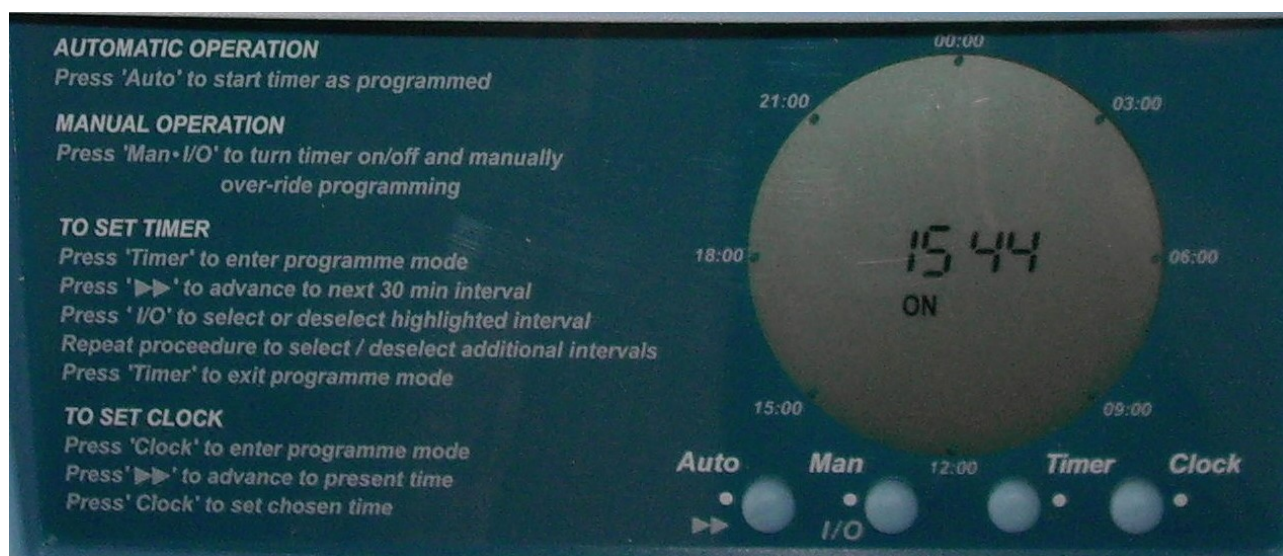 AUTOMATIC OPERATION
Press 'Auto' to start timer as programmed
MANUAL OPERATION
Press 'Man•I/O' to turn timer on/off and manually
over-ride programming
TO SET TIMER
Press 'Timer' to enter programme mode
Press '▶▶' to advance to next 30 min interval
Press ' I/O' to select or deselect highlighted interval
Repeat proceedure to select / deselect additional intervals
Press 'Timer' to exit programme mode
TO SET CLOCK
Press 'Clock' to enter programme mode
Press' ▶▶' to advance to present time
Press' Clock' to set chosen time
00:00
21:00 03:00
18:00 15 44 06:00
ON
15:00 09:00
12:00
Auto Man Timer Clock
▶▶ I/O